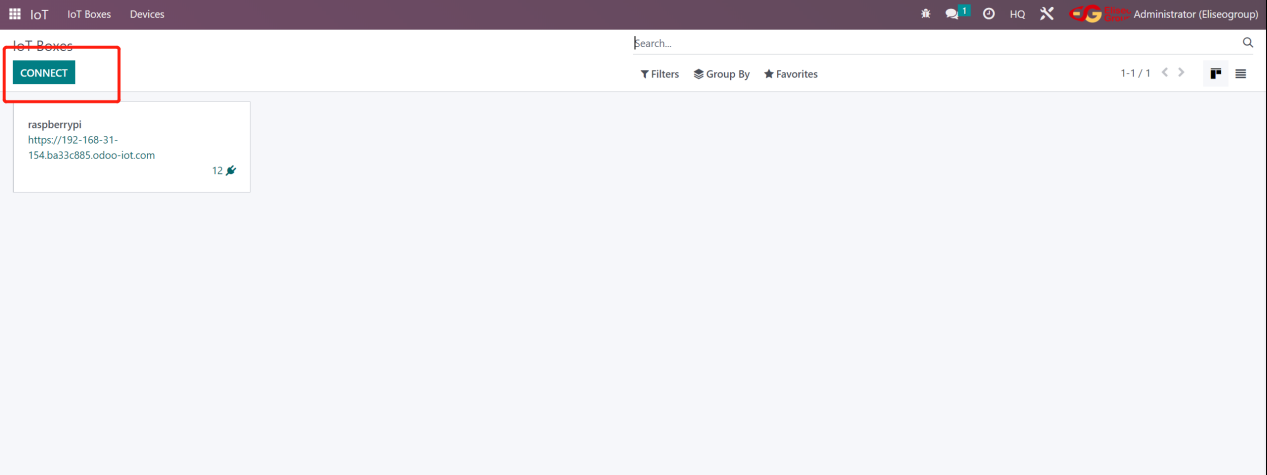 IoT IoT Boxes Devices 1 HQ Administrator (Eliseogroup)
IoT Boxes
Search...
CONNECT
Filters Group By Favorites 1-1 / 1
raspberrypi
https://192-168-31-
154.ba33c885.odoo-iot.com
12